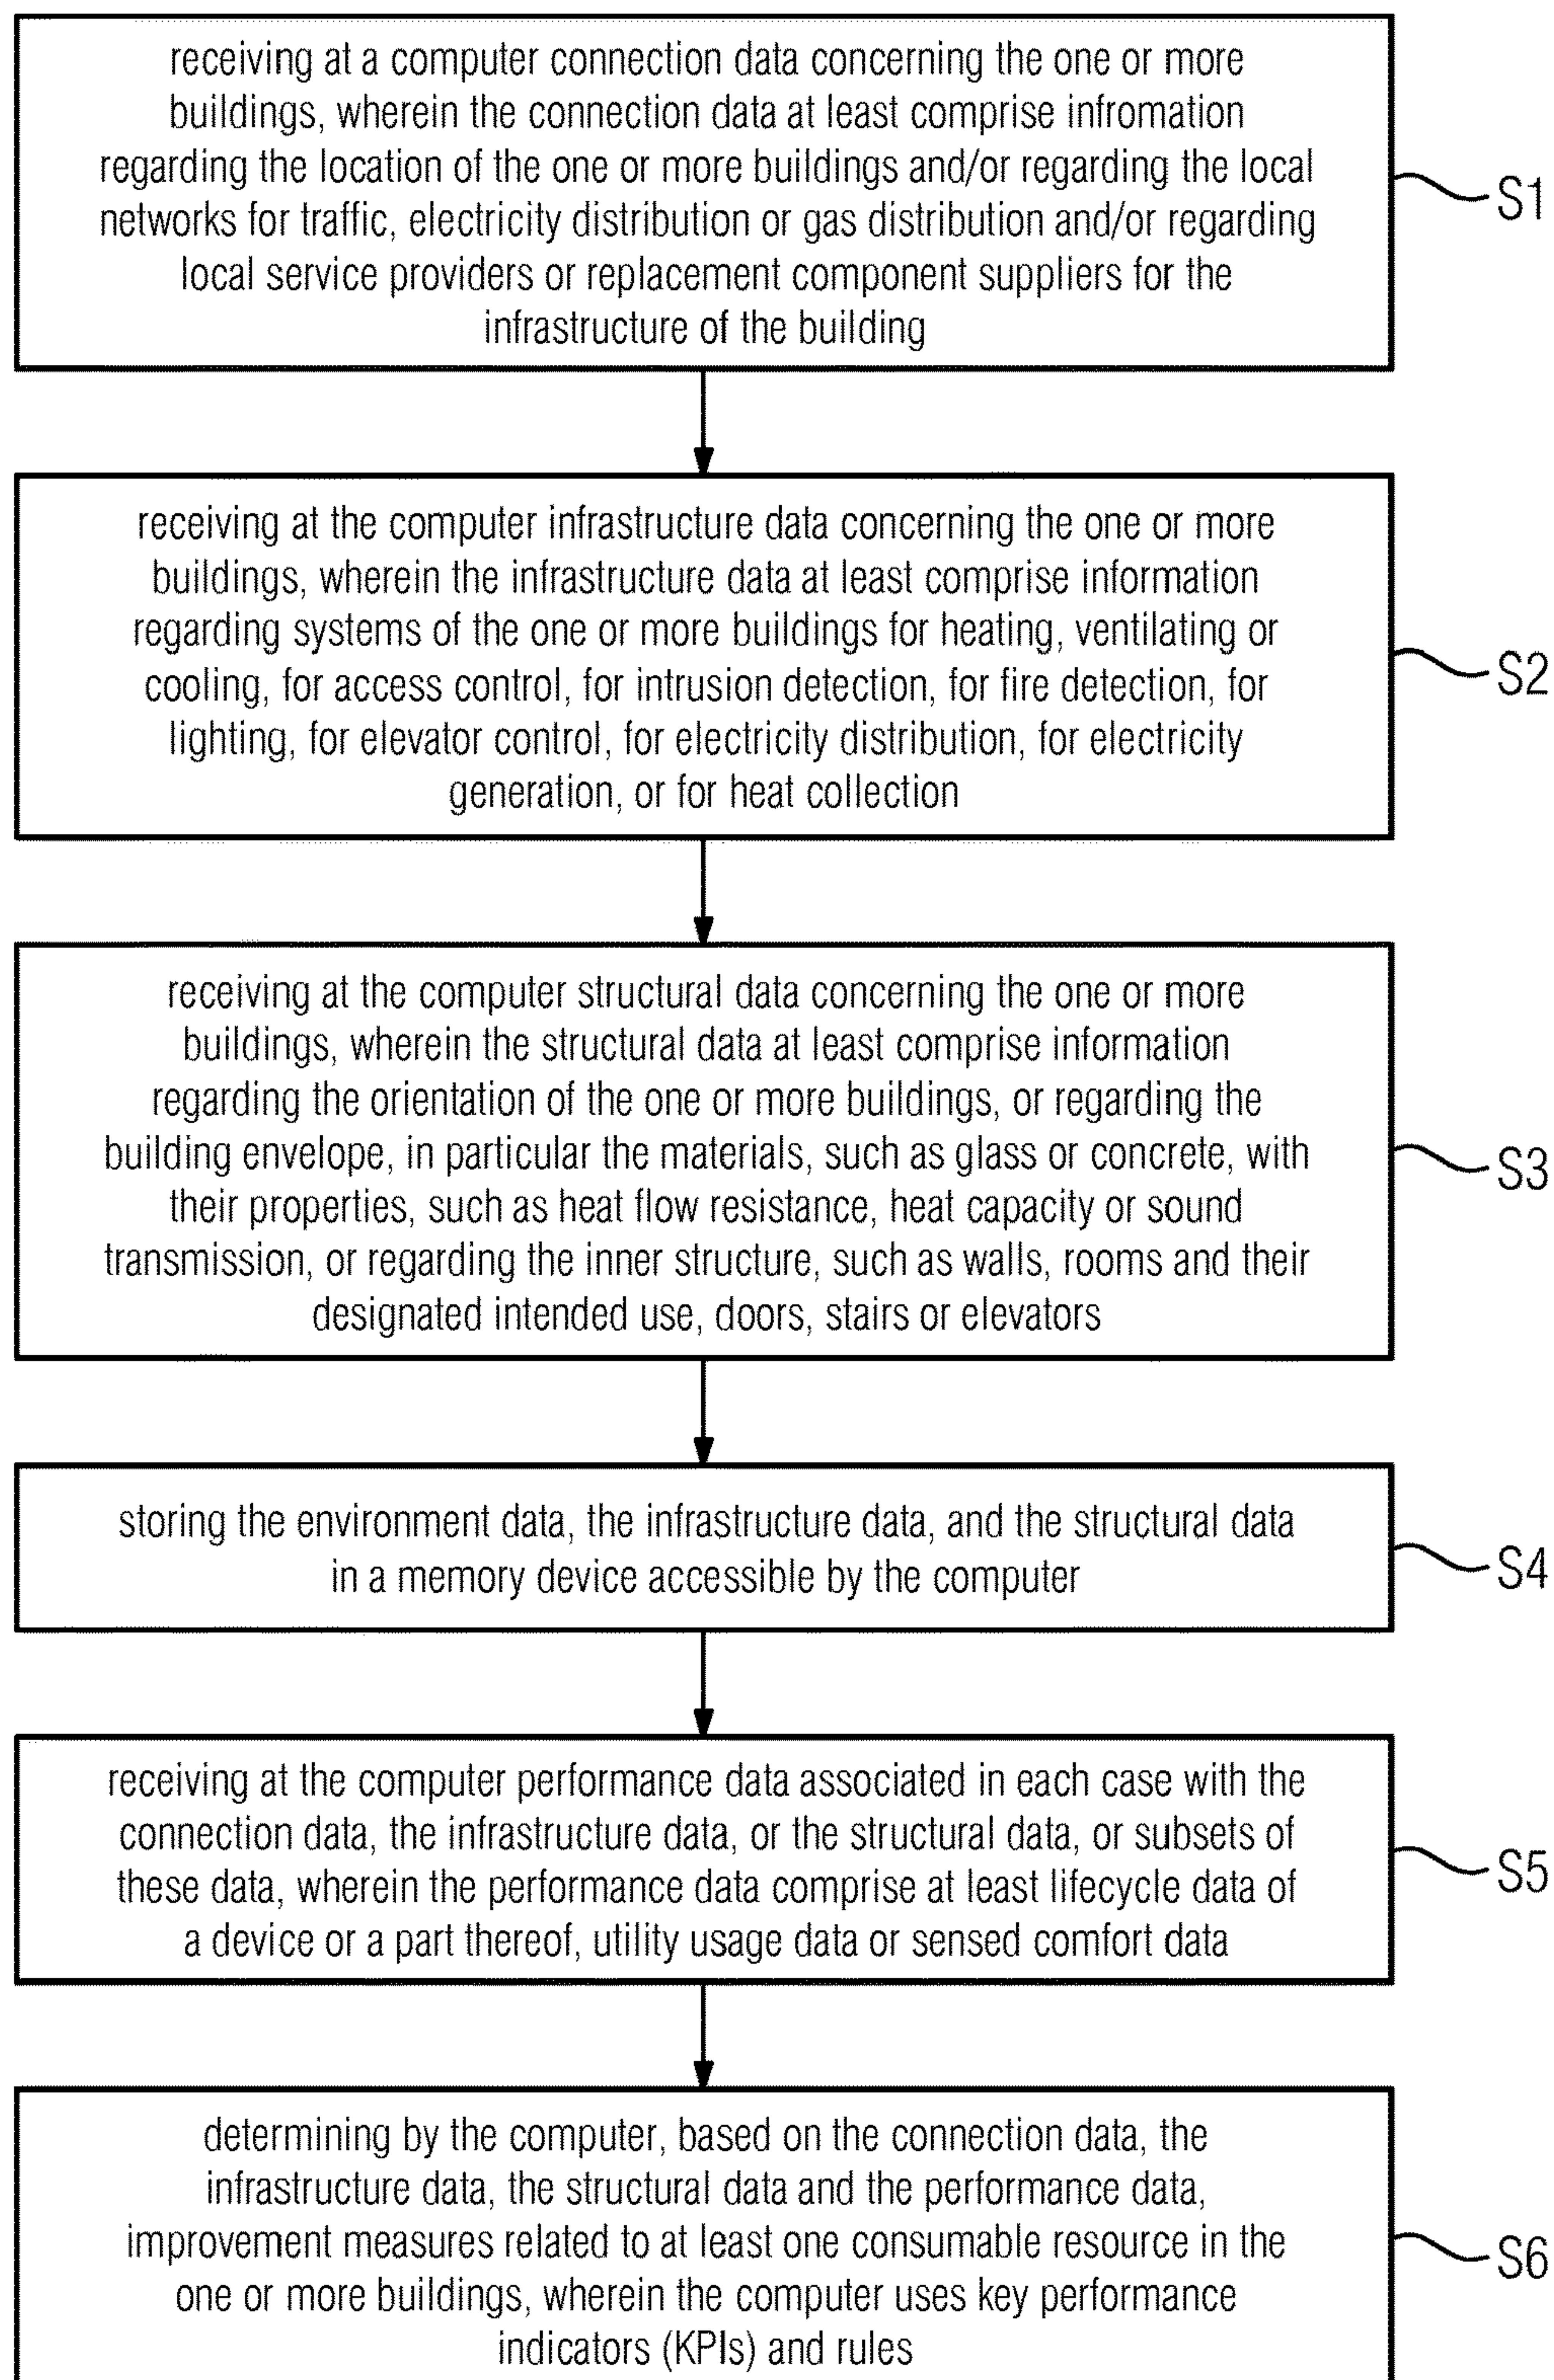 receiving at a computer connection data concerning the one or more
buildings, wherein the connection data at least comprise infromation
regarding the location of the one or more buildings and/or regarding the local
networks for traffic, electricity distribution or gas distribution and/or regarding
local service providers or replacement component suppliers for the
infrastructure of the building
S1
receiving at the computer infrastructure data concerning the one or more
buildings, wherein the infrastructure data at least comprise information
regarding systems of the one or more buildings for heating, ventilating or
cooling, for access control, for intrusion detection, for fire detection, for
lighting, for elevator control, for electricity distribution, for electricity
generation, or for heat collection
S2
receiving at the computer structural data concerning the one or more
buildings, wherein the structural data at least comprise information
regarding the orientation of the one or more buildings, or regarding the
building envelope, in particular the materials, such as glass or concrete, with
their properties, such as heat flow resistance, heat capacity or sound
transmission, or regarding the inner structure, such as walls, rooms and their
designated intended use, doors, stairs or elevators
S3
storing the environment data, the infrastructure data, and the structural data
in a memory device accessible by the computer
S4
receiving at the computer performance data associated in each case with the
connection data, the infrastructure data, or the structural data, or subsets of
these data, wherein the performance data comprise at least lifecycle data of
a device or a part thereof, utility usage data or sensed comfort data
S5
determining by the computer, based on the connection data, the
infrastructure data, the structural data and the performance data,
improvement measures related to at least one consumable resource in the
one or more buildings, wherein the computer uses key performance
indicators (KPIs) and rules
S6